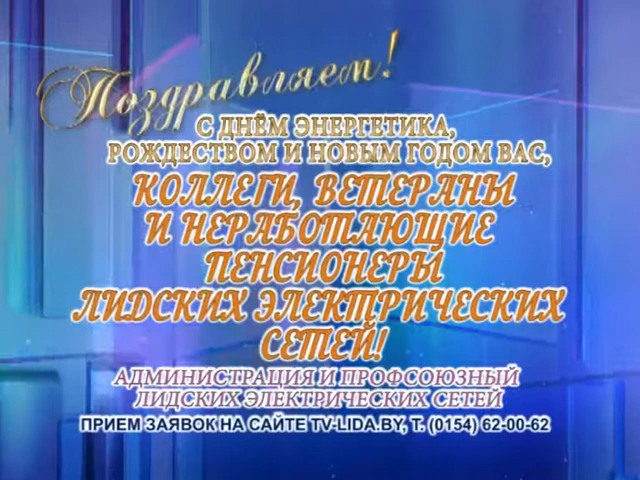 Поздравляем!
С ДНЁМ ЭНЕРГЕТИКА,
РОЖДЕСТВОМ И НОВЫМ ГОДОМ ВАС,
КОЛЛЕГИ, ВЕТЕРАНЫ
И НЕРАБОТАЮЩИЕ
ПЕНСИОНЕРЫ
ЛИДСКИХ ЭЛЕКТРИЧЕСКИХ
СЕТЕЙ!
АДМИНИСТРАЦИЯ И ПРОФСОЮЗНЫЙ
ЛИДСКИХ ЭЛЕКТРИЧЕСКИХ СЕТЕЙ
ПРИЕМ ЗАЯВОК НА САЙТЕ TV-LIDA.BY, Т. (0154) 62-00-62